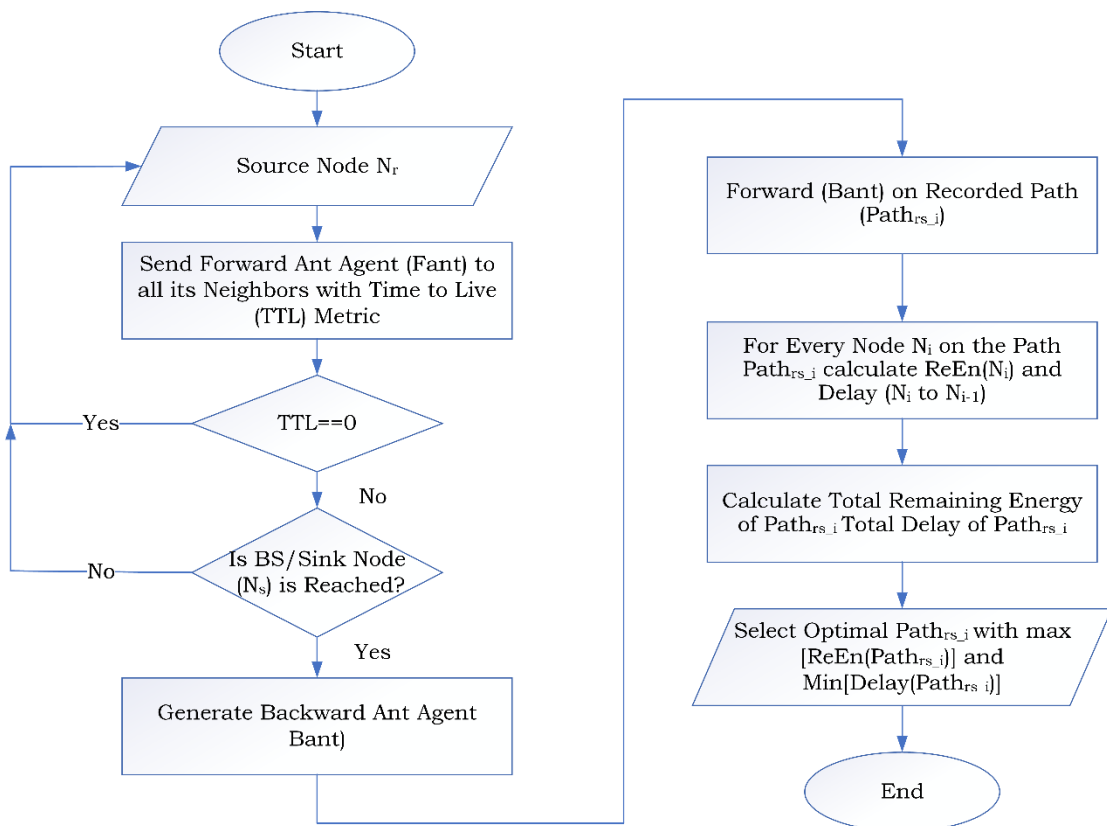 Start
Source Node Nr
Send Forward Ant Agent (Fant) to
all its Neighbors with Time to Live
(TTL) Metric
TTL==0
Yes
No
Is BS/Sink Node
(Ns) is Reached?
No
Yes
Generate Backward Ant Agent
Bant)
Forward (Bant) on Recorded Path
(Pathrs_i)
For Every Node Ni on the Path
Pathrs_i calculate ReEn(Ni) and
Delay (Ni to Ni-1)
Calculate Total Remaining Energy
of Pathrs_i Total Delay of Pathrs_i
Select Optimal Pathrs_i with max
[ReEn(Pathrs_i)] and
Min[Delay(Pathrs_i)]
End